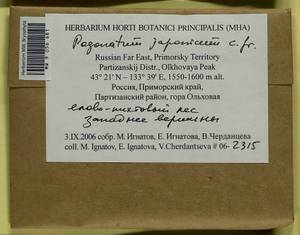 HERBARIUM HORTI BOTANICI PRINCIPALIS (MHA)
Pogonatum japonicum c. fr.
Russian Far East, Primorsky Territory
Partizanskij Distr., Olkhovaya Peak
43° 21' N – 133° 39' E, 1550-1600 m alt.
Россия, Приморский край,
Партизанский район, гора Ольховая
елово-пихтовый лес
западнее вершины
3.IX.2006 собр. М. Игнатов, Е. Игнатова, В.Черданцева
coll. M. Ignatov, E. Ignatova, V.Cherdantseva # 06-2315